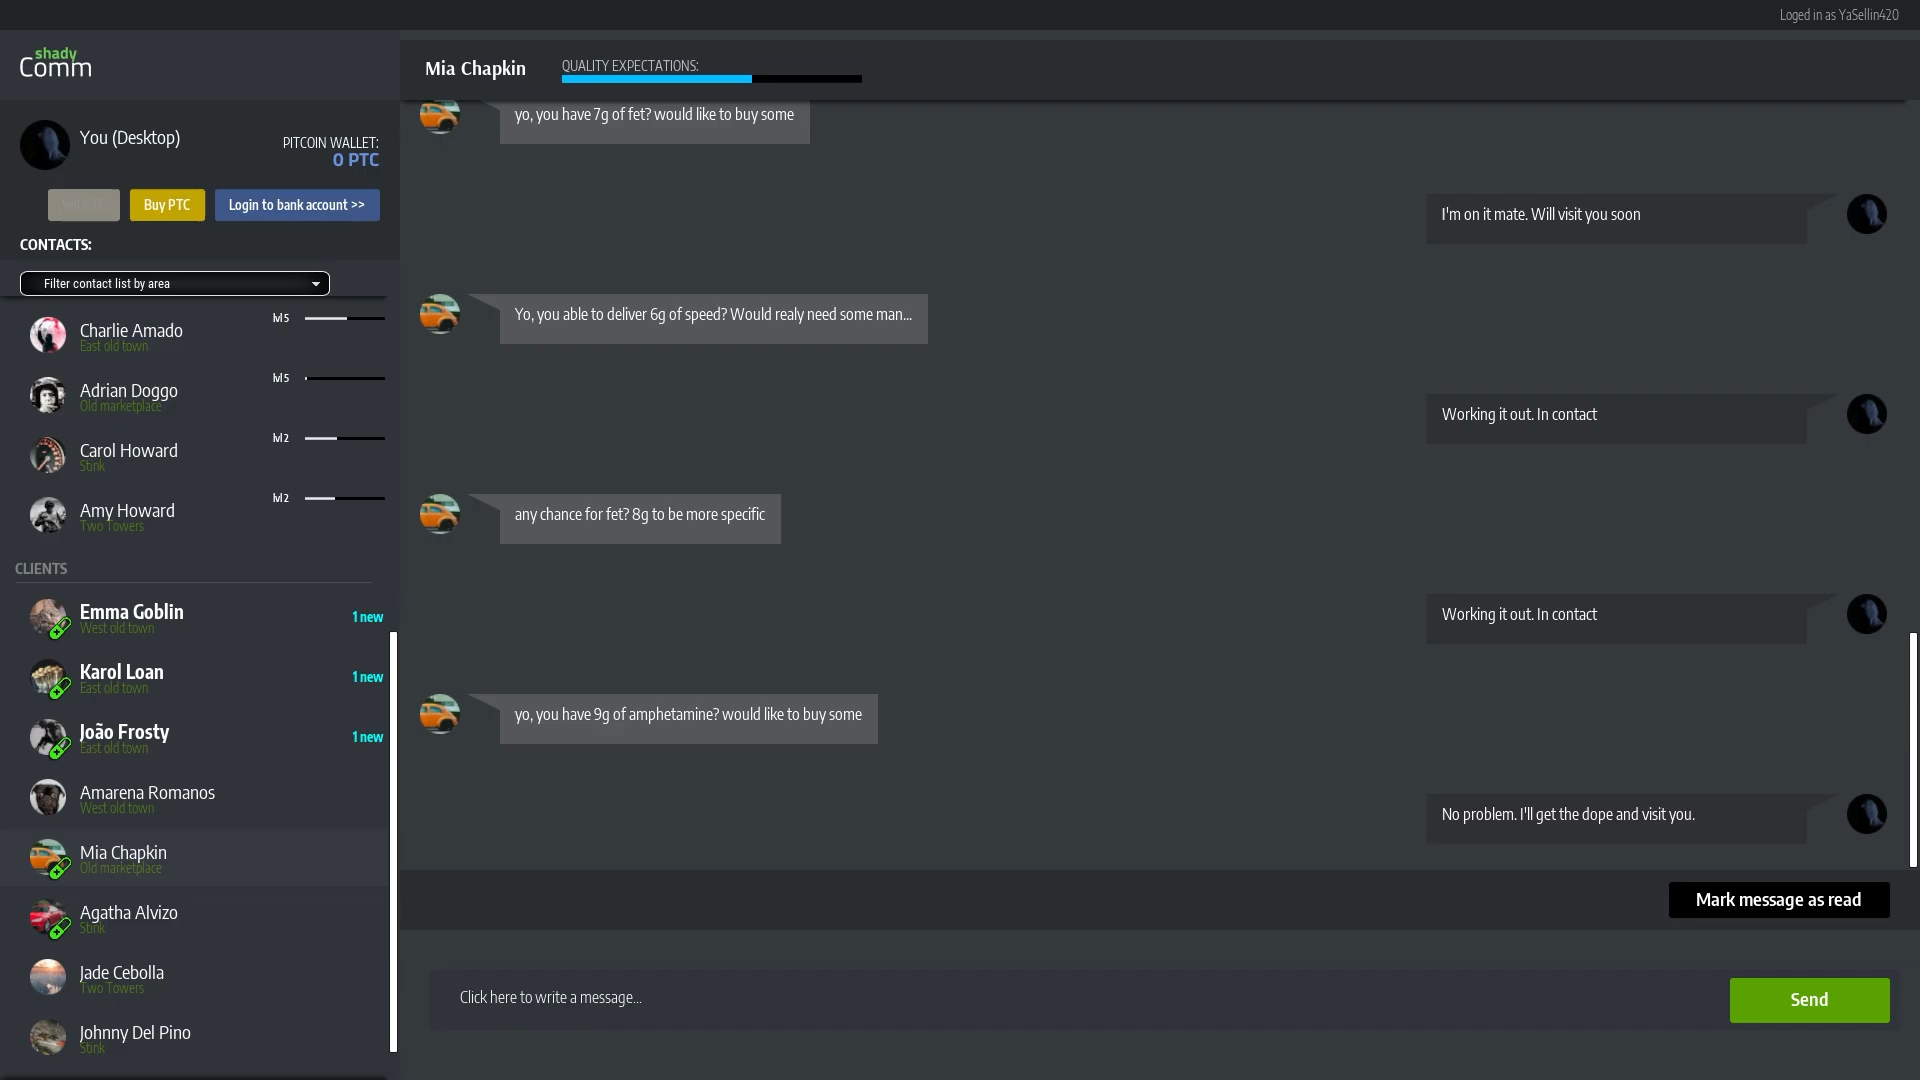 Loged in as YaSellin420
shady
Comm
You (Desktop)
PITCOIN WALLET:
0 PTC
Buy PTC
Login to bank account >>
CONTACTS:
Filter contact list by area
Charlie Amado
East old town
lvl 5
Adrian Doggo
Old marketplace
lvl 5
Carol Howard
Stink
lvl 2
Amy Howard
Two Towers
lvl 2
CLIENTS
Emma Goblin
West old town
1 new
Karol Loan
East old town
1 new
João Frosty
East old town
1 new
Amarena Romanos
West old town
Mia Chapkin
Old marketplace
Agatha Alvizo
Stink
Jade Cebolla
Two Towers
Johnny Del Pino
Stink
Mia Chapkin
QUALITY EXPECTATIONS:
yo, you have 7g of fet? would like to buy some
I'm on it mate. Will visit you soon
Yo, you able to deliver 6g of speed? Would realy need some man...
Working it out. In contact
any chance for fet? 8g to be more specific
Working it out. In contact
yo, you have 9g of amphetamine? would like to buy some
No problem. I'll get the dope and visit you.
Mark message as read
Click here to write a message...
Send